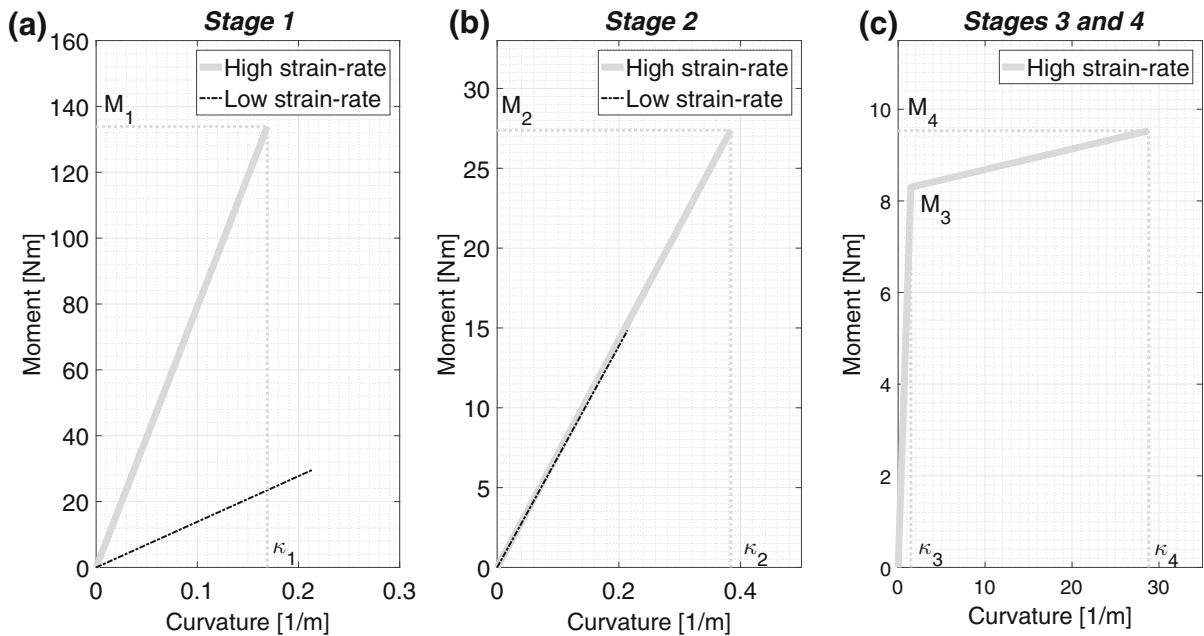 (a)
Stage 1
160
140
120
100
80
60
40
20
0
Moment [Nm]
M1
High strain-rate
Low strain-rate
κ1
0
0.1
0.2
0.3
Curvature [1/m]
(b)
Stage 2
30
25
20
15
10
5
0
Moment [Nm]
M2
High strain-rate
Low strain-rate
κ2
0
0.2
0.4
Curvature [1/m]
(c)
Stages 3 and 4
10
8
6
4
2
0
Moment [Nm]
High strain-rate
M4
M3
κ3
κ4
0
10
20
30
Curvature [1/m]